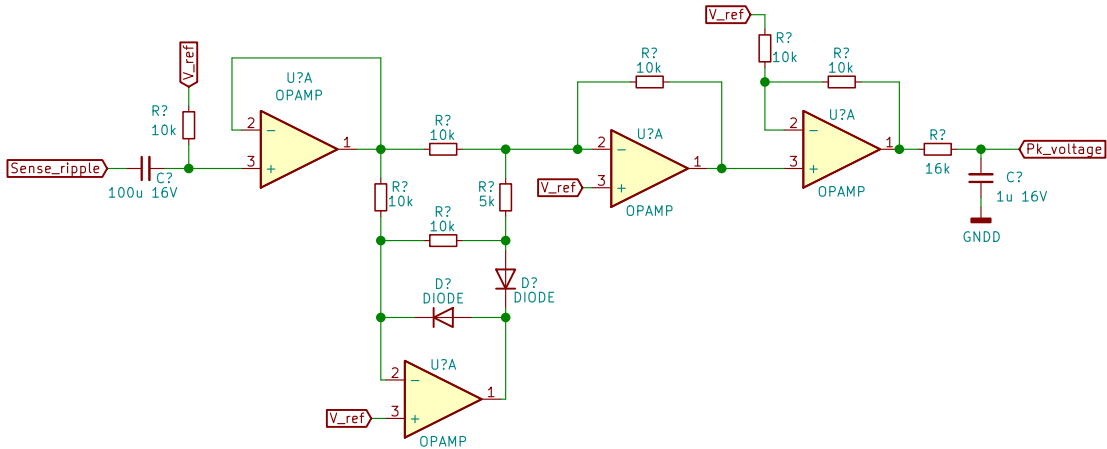 V_ref
R?
10k
Sense_ripple
C?
100u 16V
U?A
OPAMP
2
3
1
R?
10k
R?
10k
R?
5k
R?
10k
D?
DIODE
D?
DIODE
V_ref
U?A
2
3
1
OPAMP
R?
10k
V_ref
U?A
2
3
1
OPAMP
V_ref
R?
10k
R?
10k
U?A
2
3
1
OPAMP
R?
16k
Pk_voltage
C?
1u 16V
GNDD